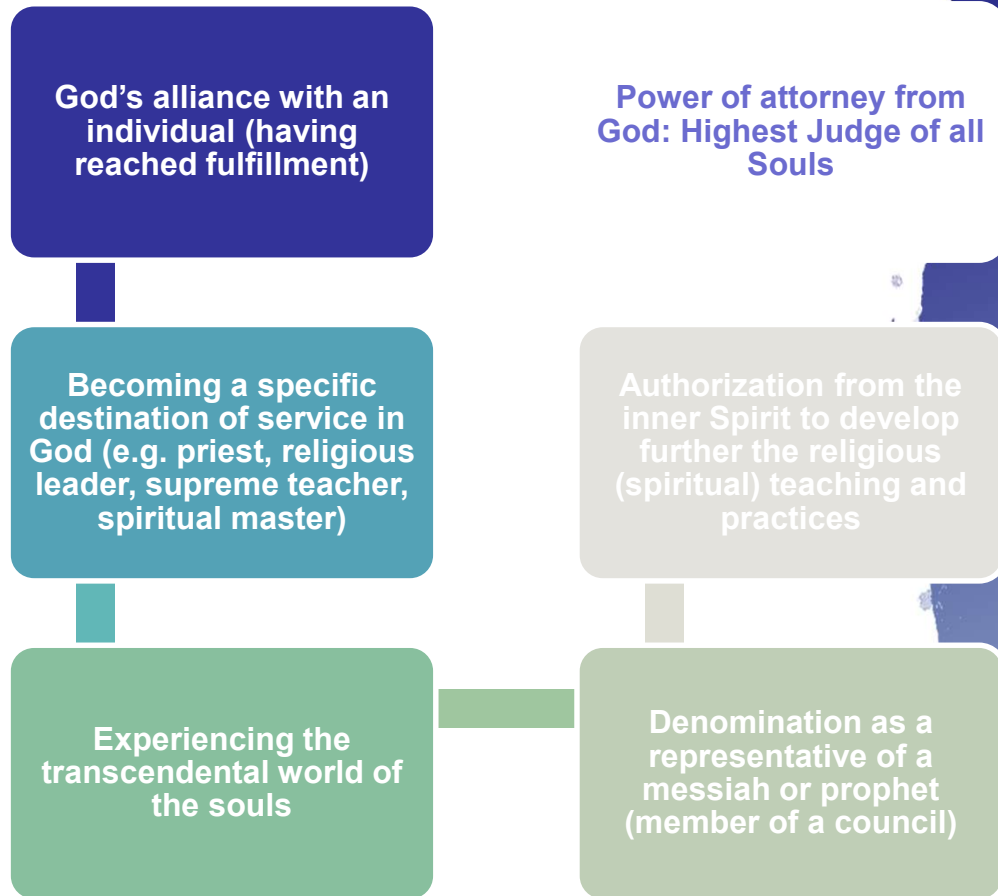 God’s alliance with an
individual (having
reached fulfillment)
Becoming a specific
destination of service in
God (e.g. priest, religious
leader, supreme teacher,
spiritual master)
Experiencing the
transcendental world of
the souls
Denomination as a
representative of a
messiah or prophet
(member of a council)
Authorization from the
inner Spirit to develop
further the religious
(spiritual) teaching and
practices
Power of attorney from
God: Highest Judge of all
Souls